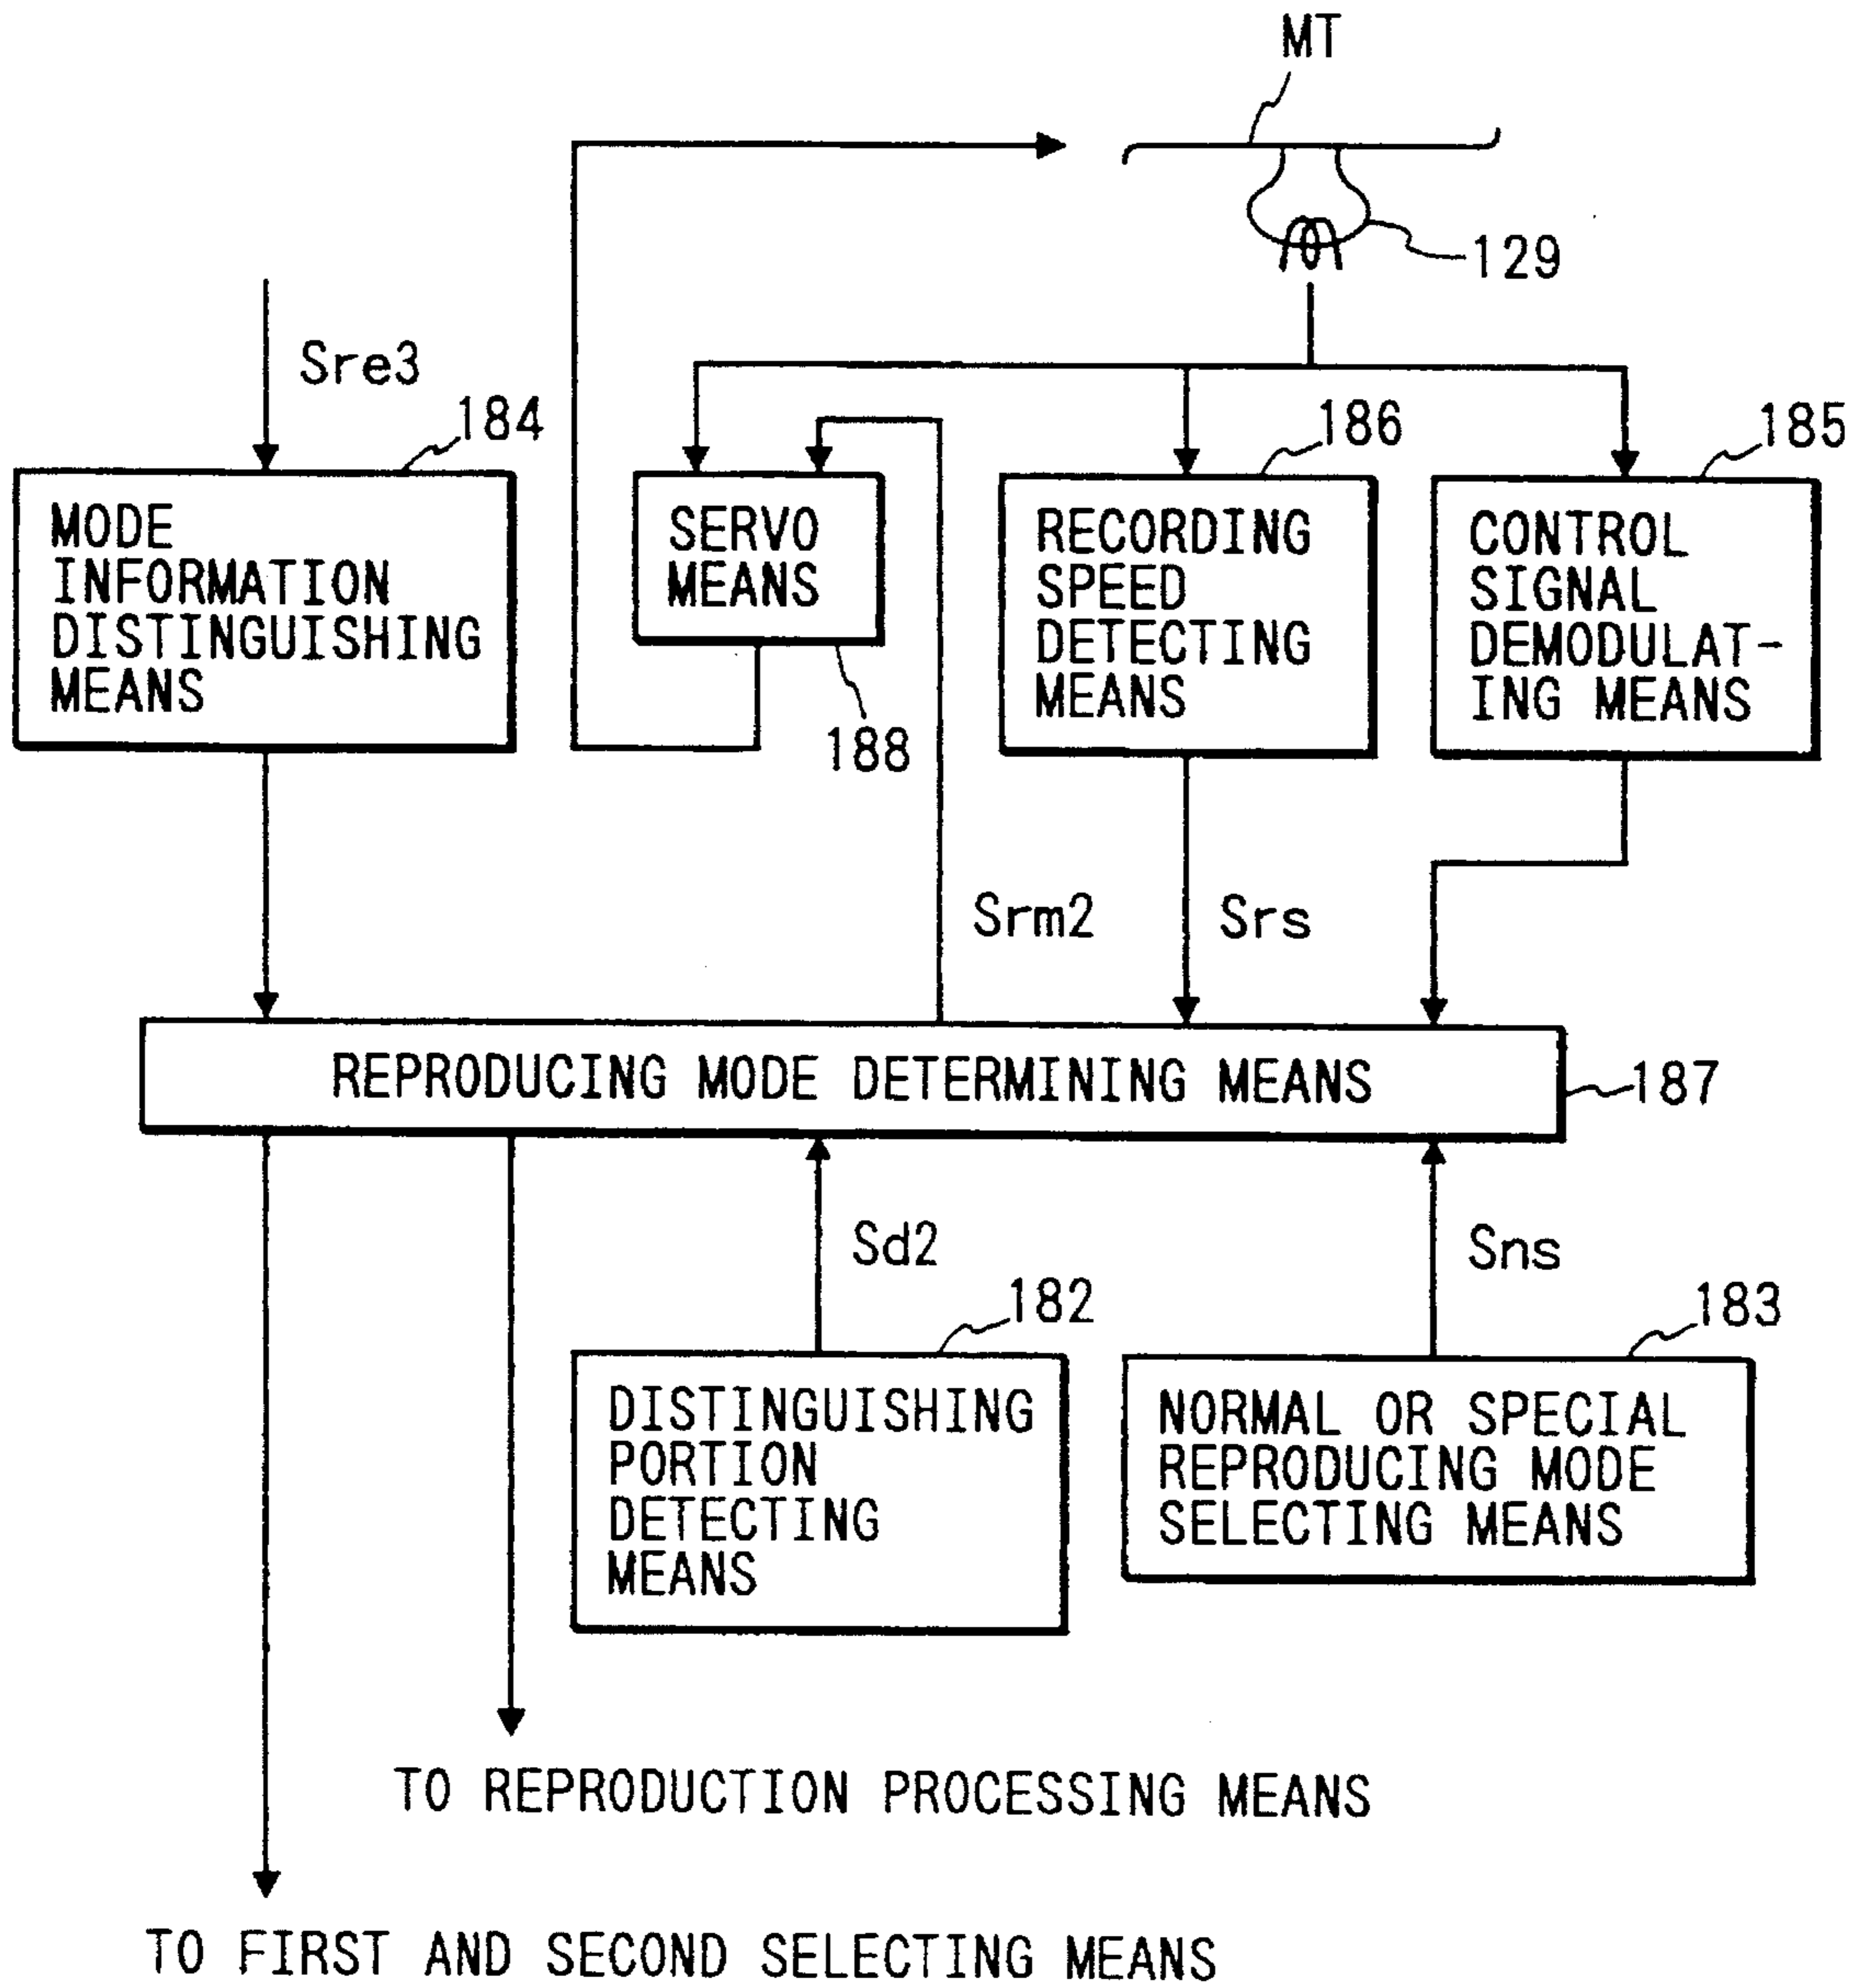 MT
129
Sre3
184
186
185
MODE
INFORMATION
DISTINGUISHING
MEANS
SERVO
MEANS
RECORDING
SPEED
DETECTING
MEANS
CONTROL
SIGNAL
DEMODULAT-
ING MEANS
188
Srm2
Srs
REPRODUCING MODE DETERMINING MEANS
187
Sd2
Sns
182
183
DISTINGUISHING
PORTION
DETECTING
MEANS
NORMAL OR SPECIAL
REPRODUCING MODE
SELECTING MEANS
TO REPRODUCTION PROCESSING MEANS
TO FIRST AND SECOND SELECTING MEANS